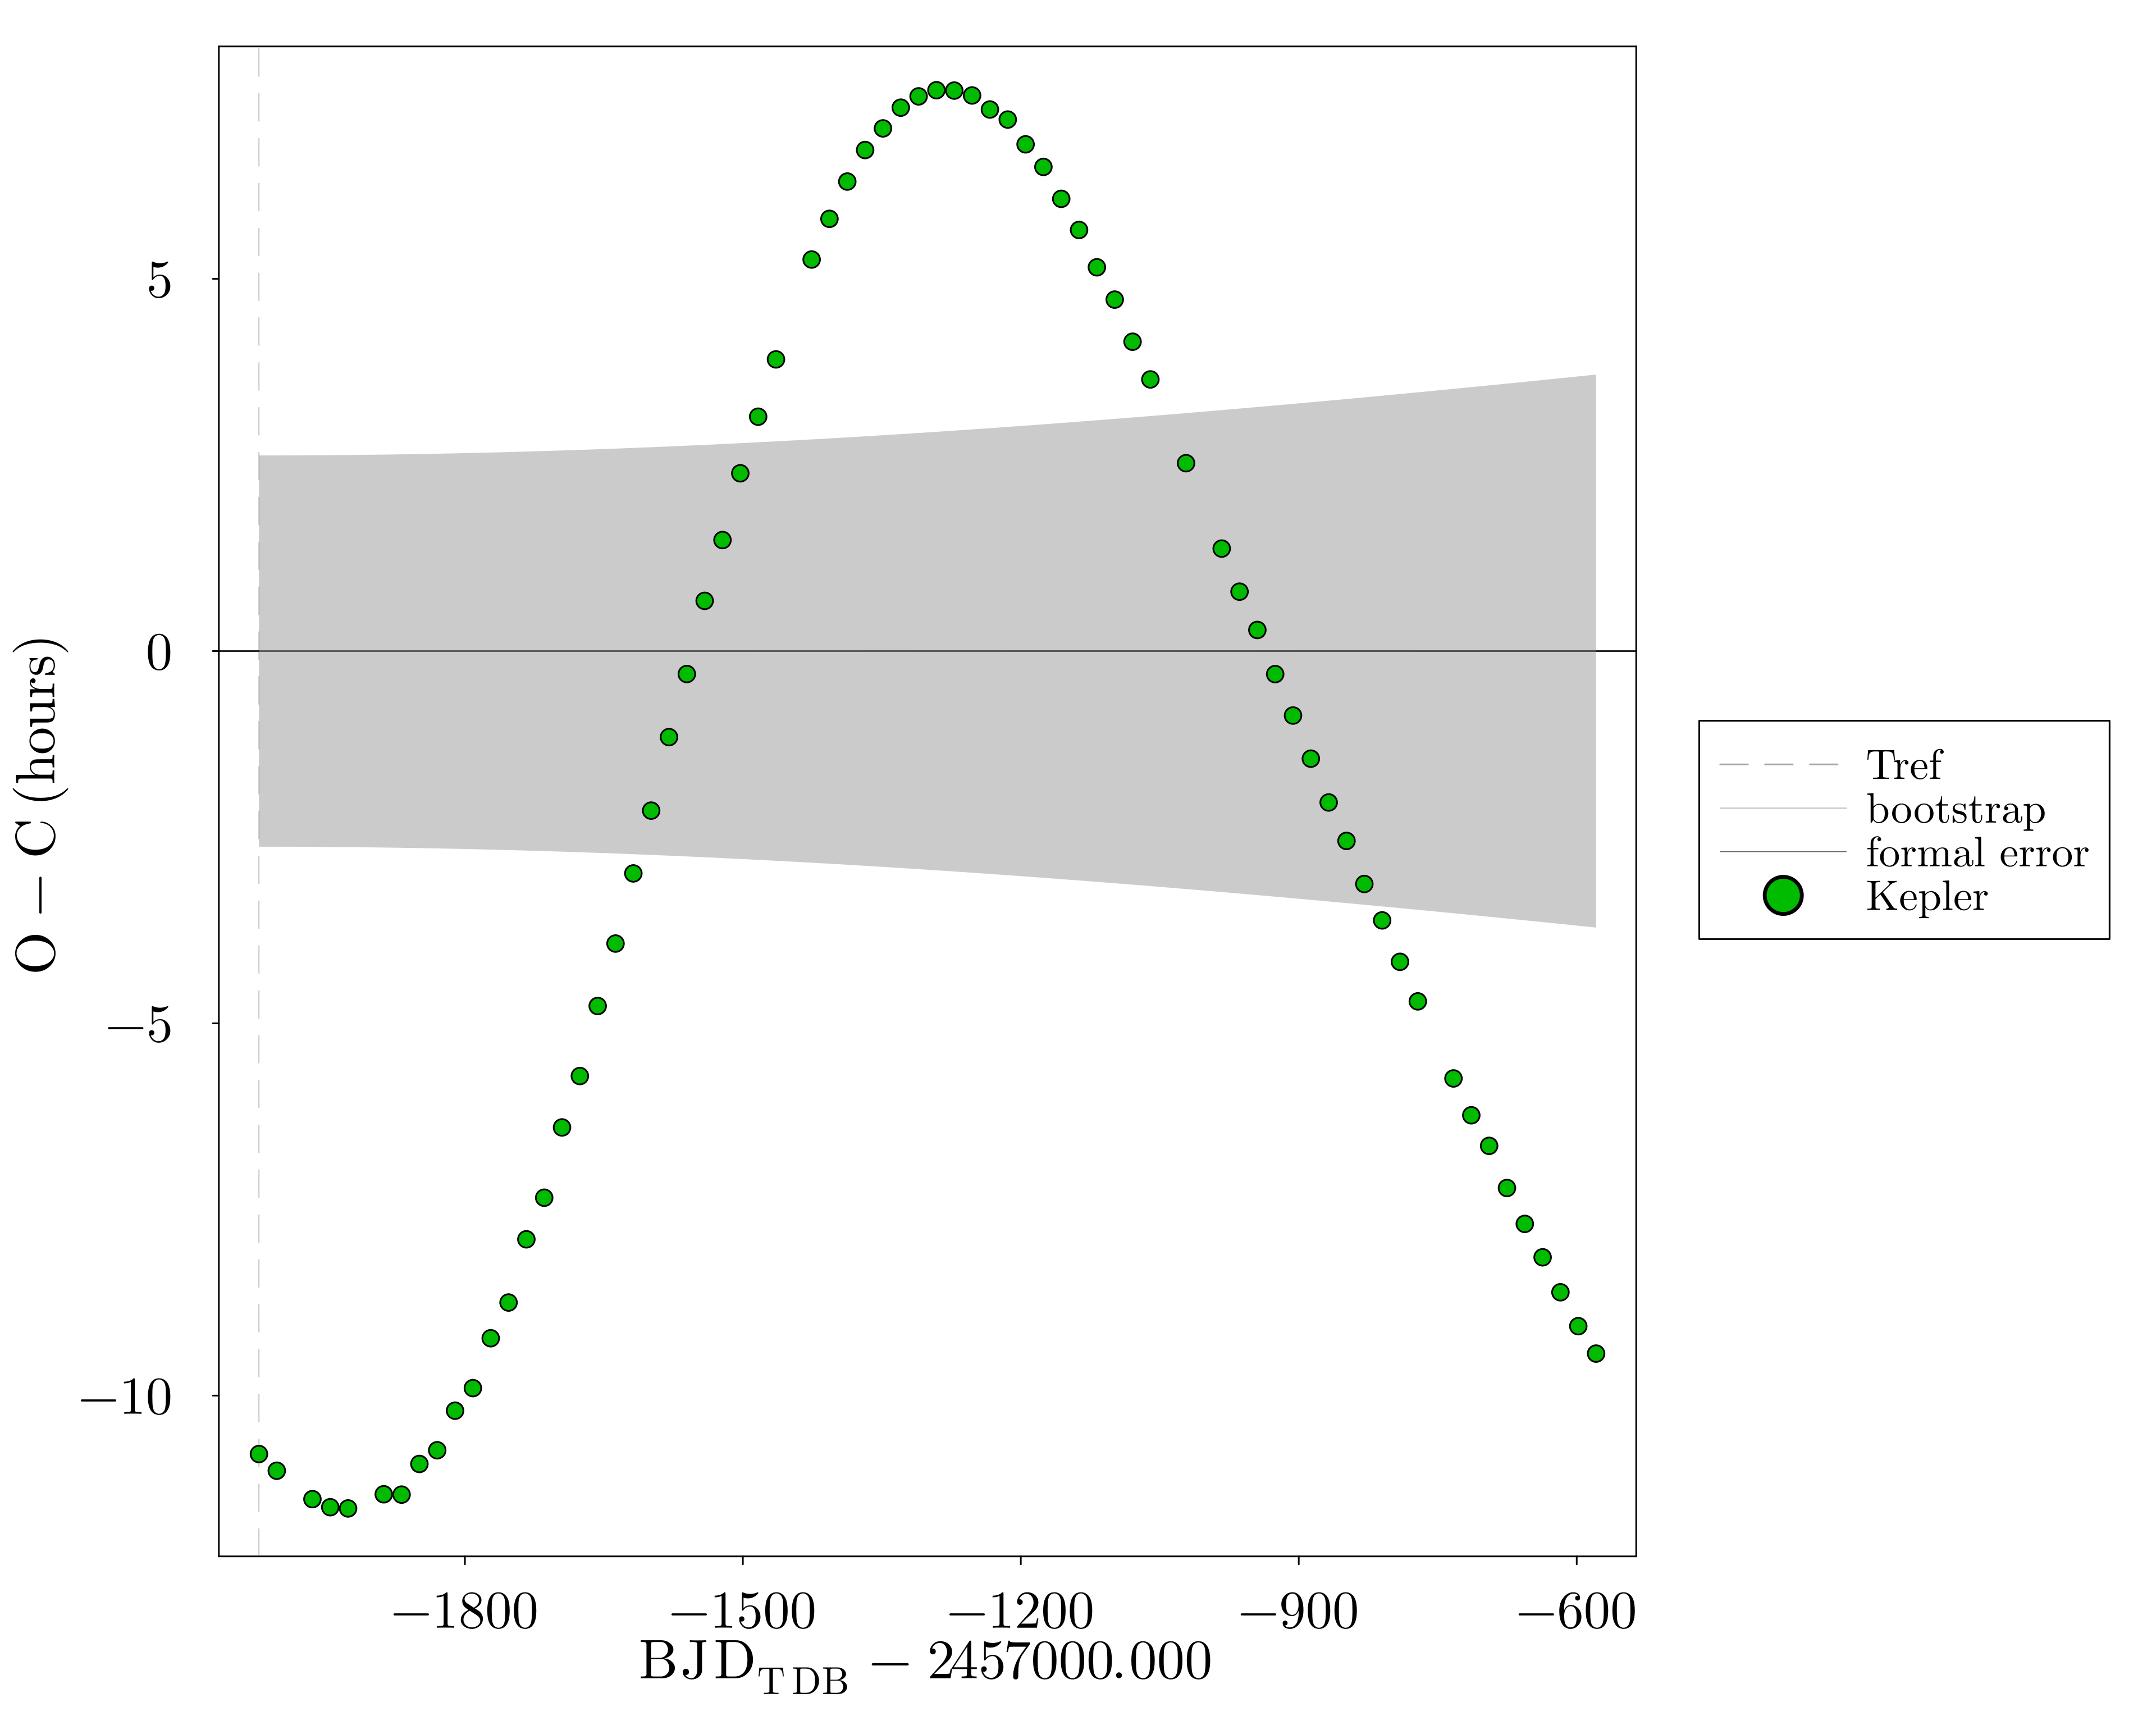 5
0
−5
−10
O − C (hours)
−1800 −1500 −1200 −900 −600
BJD_TDB − 2457000.000
Tref
bootstrap
formal error
Kepler